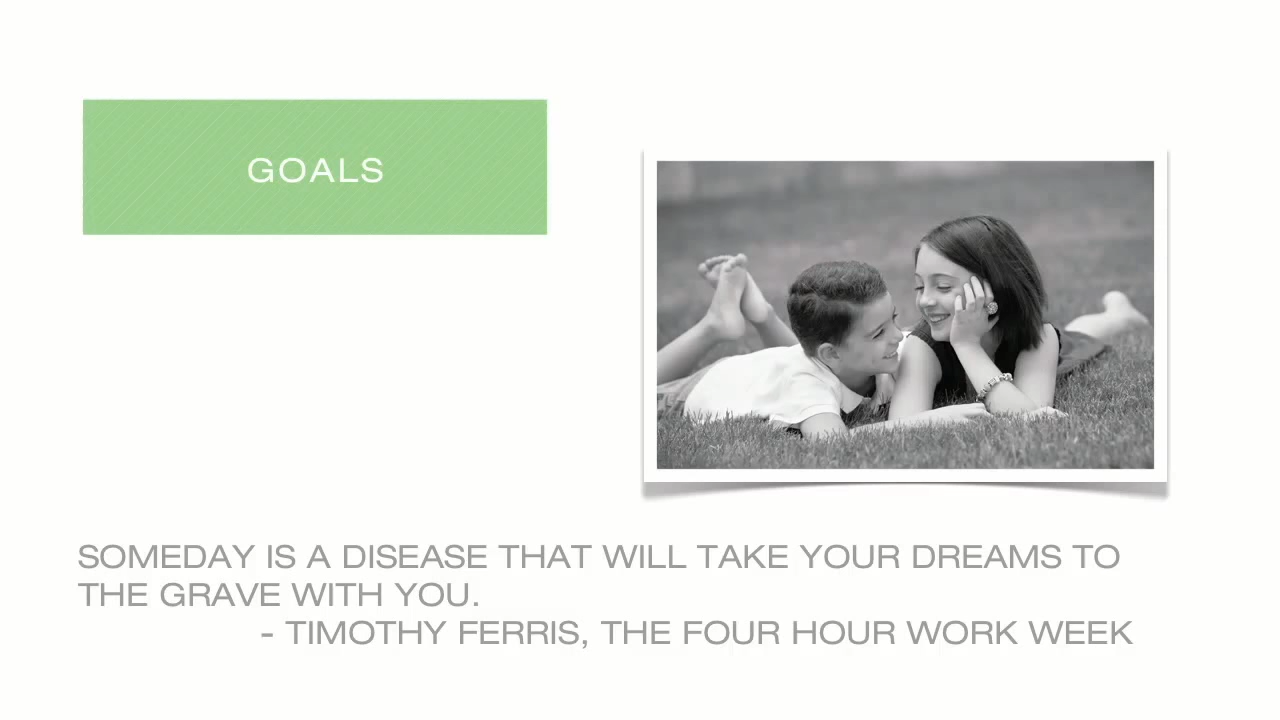 GOALS
SOMEDAY IS A DISEASE THAT WILL TAKE YOUR DREAMS TO
THE GRAVE WITH YOU.
- TIMOTHY FERRIS, THE FOUR HOUR WORK WEEK